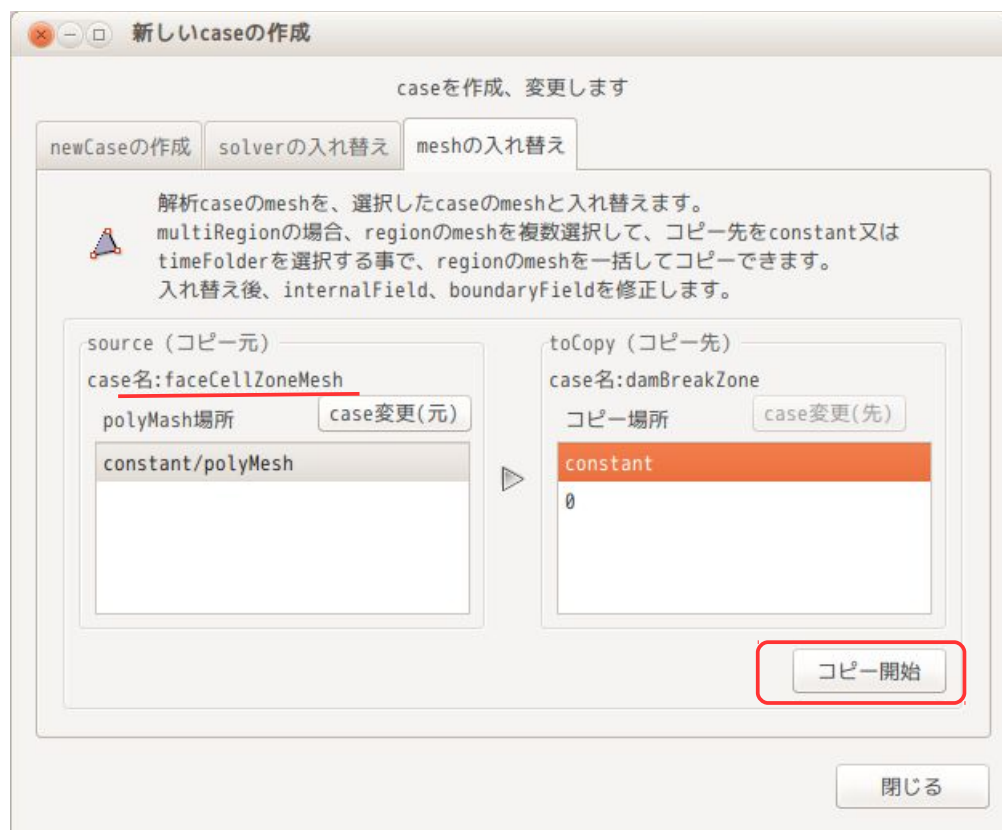 新しいcaseの作成
caseを作成、変更します
newCaseの作成
solverの入れ替え
meshの入れ替え
解析caseのmeshを、選択したcaseのmeshと入れ替えます。
multiRegionの場合、regionのmeshを複数選択して、コピー先をconstant又は
timeFolderを選択する事で、regionのmeshを一括してコピーできます。
入れ替え後、internalField、boundaryFieldを修正します。
source (コピー元)
case名:faceCellZoneMesh
polyMash場所
case変更(元)
constant/polyMesh
toCopy (コピー先)
case名:damBreakZone
コピー場所
case変更(先)
constant
0
コピー開始
閉じる